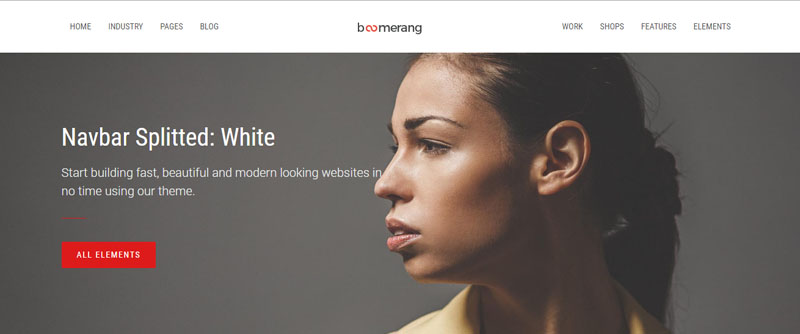 HOME INDUSTRY PAGES BLOG boomerang WORK SHOPS FEATURES ELEMENTS
Navbar Splitted: White
Start building fast, beautiful and modern looking websites in
no time using our theme.
ALL ELEMENTS